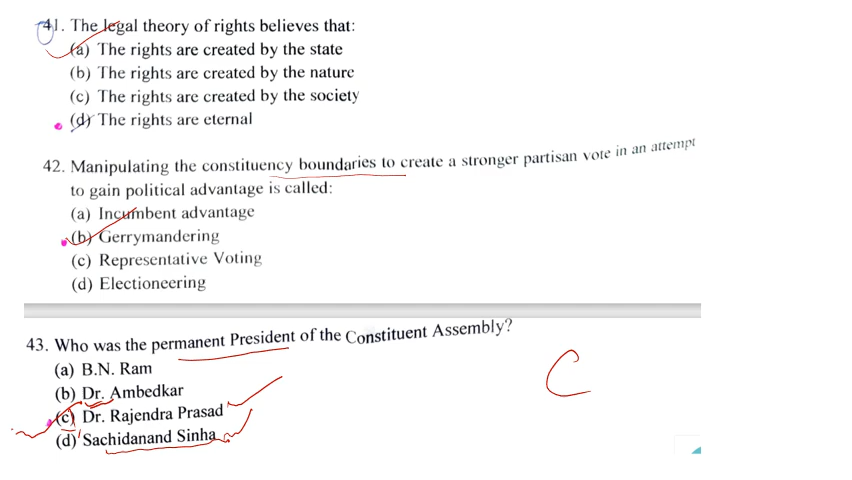 41. The legal theory of rights believes that:
(a) The rights are created by the state
(b) The rights are created by the nature
(c) The rights are created by the society
(d) The rights are eternal
42. Manipulating the constituency boundaries to create a stronger partisan vote in an attempt
to gain political advantage is called:
(a) Incumbent advantage
(b) Gerrymandering
(c) Representative Voting
(d) Electioneering
43. Who was the permanent President of the Constituent Assembly?
(a) B.N. Ram
(b) Dr. Ambedkar
(c) Dr. Rajendra Prasad
(d) Sachidanand Sinha
C